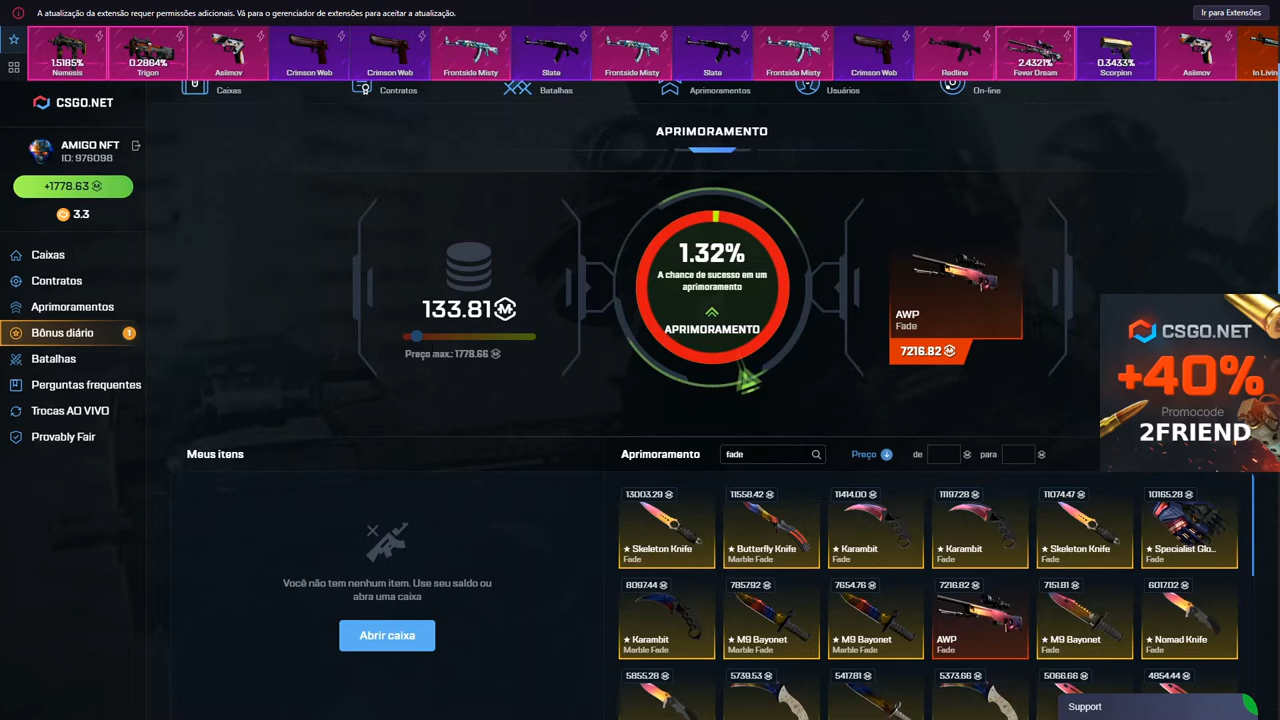 A atualização da extensão requer permissões adicionais. Vá para o gerenciador de extensões para aceitar a atualização.
Ir para Extensões
1.5185%
Nemesis
0.2864%
Trigon
Asiimov
Crimson Web
Crimson Web
Frontside Misty
Slate
Frontside Misty
Slate
Frontside Misty
Crimson Web
Redline
2.4321%
Fever Dream
0.3433%
Scorpion
Asiimov
In Livin
CSGO.NET
Caixas
Contratos
Batalhas
Aprimoramentos
Usuários
On-line
AMIGO NFT
ID: 976098
+1778.63
3.3
Caixas
Contratos
Aprimoramentos
Bônus diário
1
Batalhas
Perguntas frequentes
Trocas AO VIVO
Provably Fair
APRIMORAMENTO
133.81
Preço max.: 1778.66
1.32%
A chance de sucesso em um
aprimoramento
APRIMORAMENTO
AWP
Fade
7216.82
CSGO.NET
+40%
Promocode
2FRIEND
Meus itens
Você não tem nenhum item. Use seu saldo ou
abra uma caixa
Abrir caixa
Aprimoramento
fade
Preço
de
para
13003.29
★ Skeleton Knife
Fade
11558.42
★ Butterfly Knife
Marble Fade
11414.00
★ Karambit
Fade
11197.28
★ Karambit
Fade
11074.47
★ Skeleton Knife
Fade
10165.28
★ Specialist Glo...
Fade
8097.44
★ Karambit
Marble Fade
7857.92
★ M9 Bayonet
Marble Fade
7654.76
★ M9 Bayonet
Marble Fade
7216.82
AWP
Fade
7151.81
★ M9 Bayonet
Fade
6017.02
★ Nomad Knife
Fade
5855.28
5738.53
5417.81
5373.66
5066.66
4854.44
Support